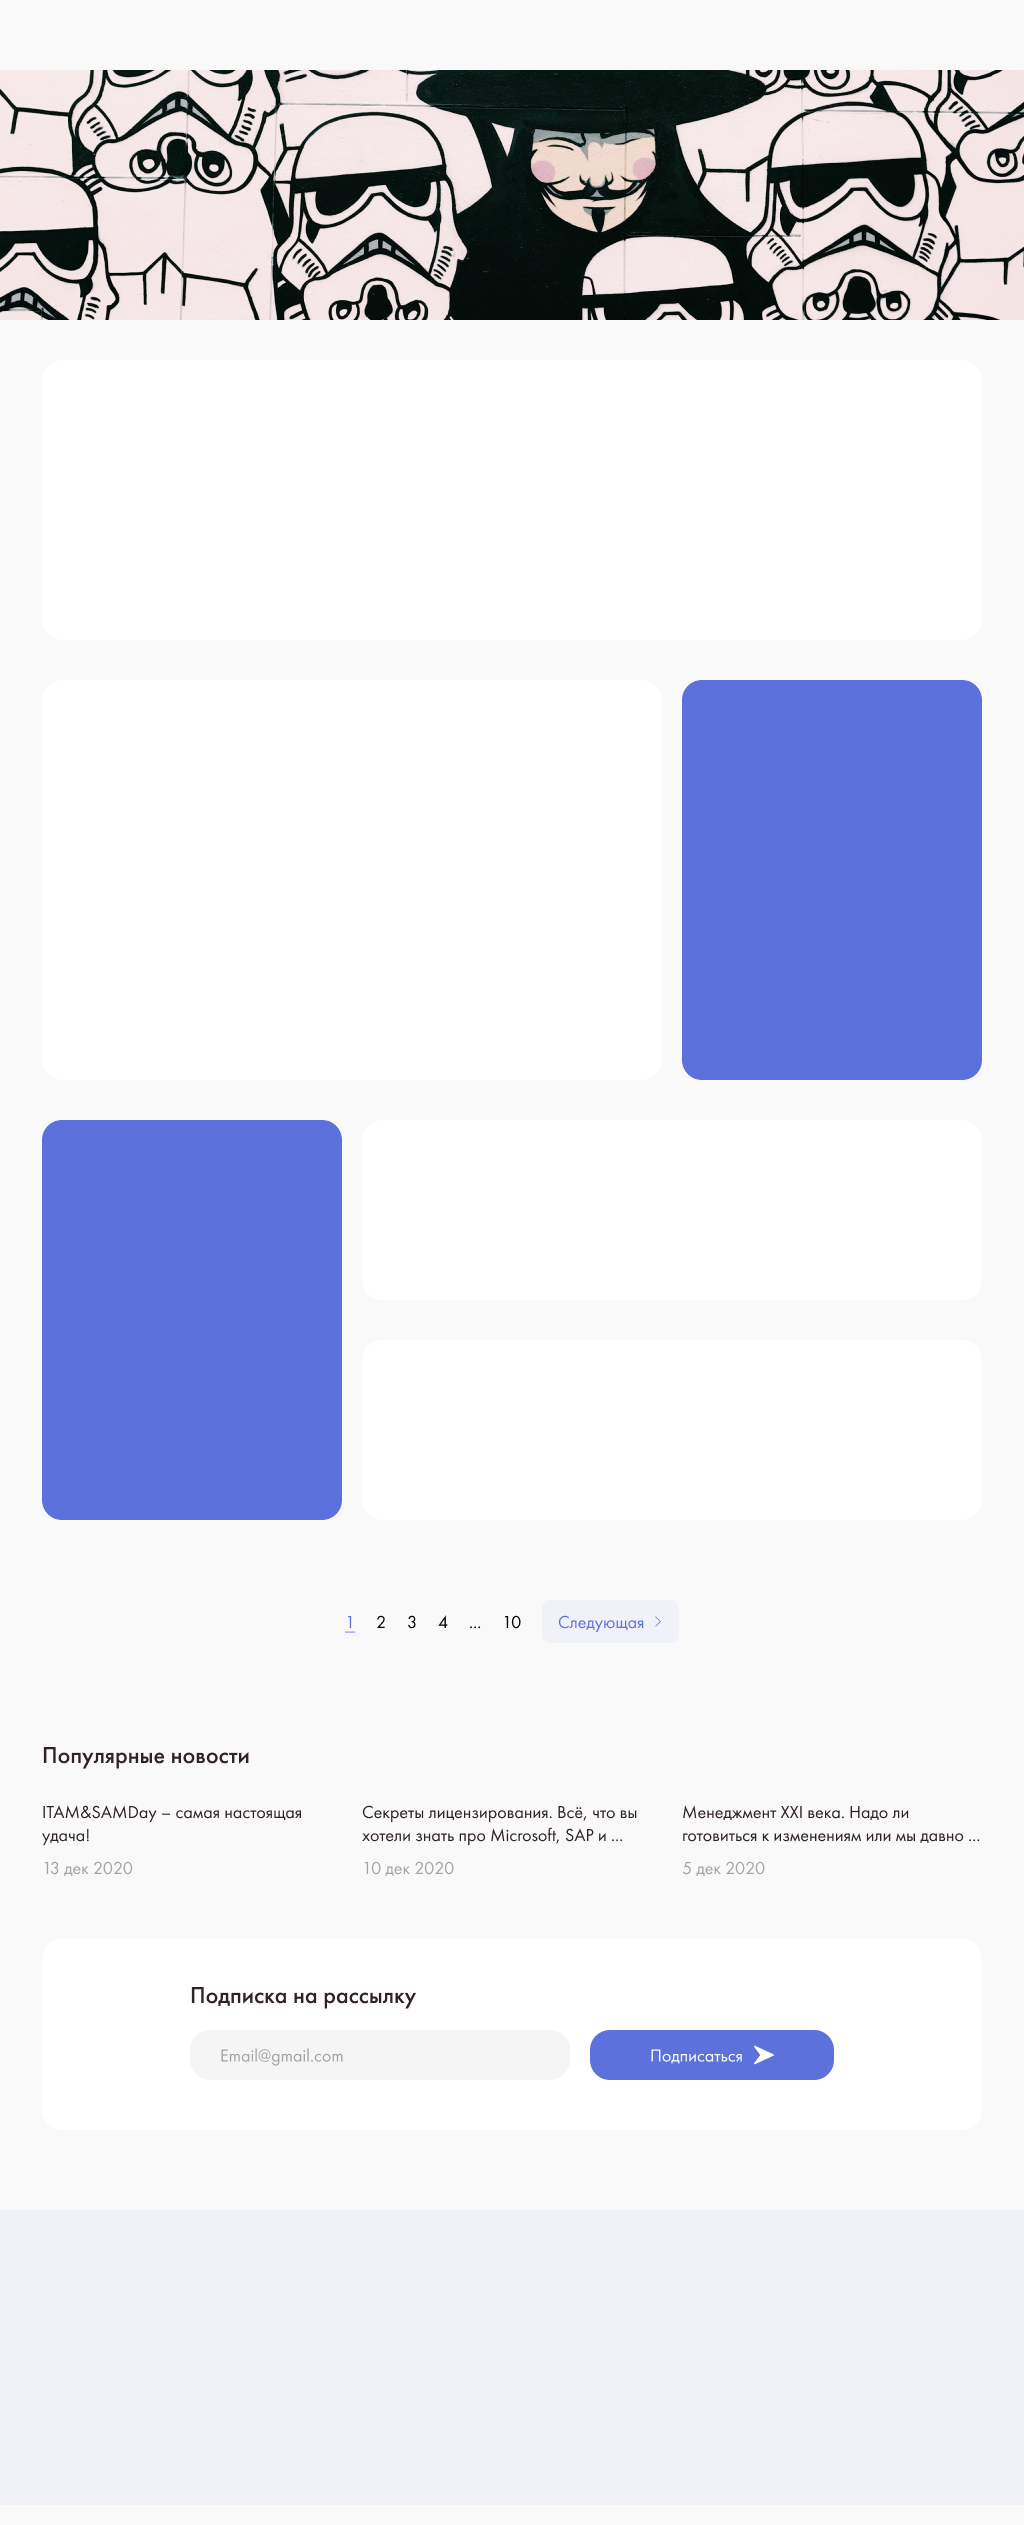 1 2 3 4 ... 10 Следующая
Популярные новости
ITAM&SAMDay – самая настоящая
удача!
13 дек 2020
Секреты лицензирования. Всё, что вы
хотели знать про Microsoft, SAP и ...
10 дек 2020
Менеджмент XXI века. Надо ли
готовиться к изменениям или мы давно ...
5 дек 2020
Подписка на рассылку
Email@gmail.com
Подписаться